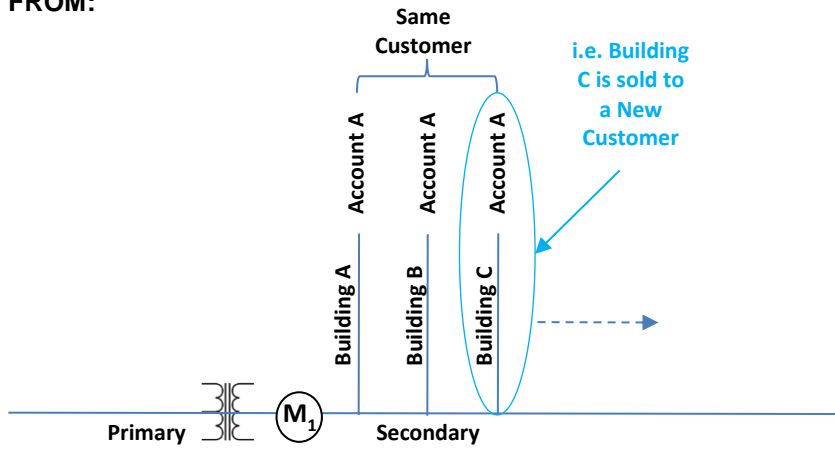 FROM:
Same
Customer
i.e. Building
C is sold to
a New
Customer
Account A
Account A
Account A
Building A
Building B
Building C
M1
Primary
Secondary